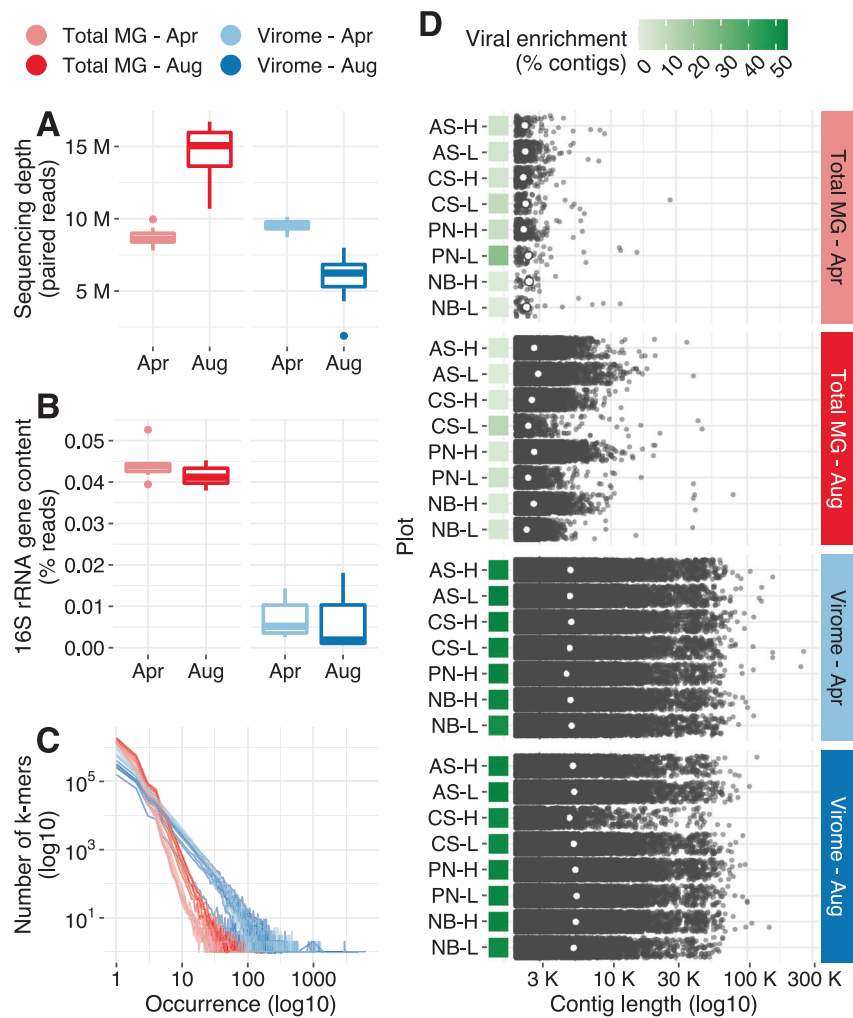 Total MG - Apr
Virome - Apr
Total MG - Aug
Virome - Aug
A
Sequencing depth
(paired reads)
15 M
10 M
5 M
Apr
Aug
Apr
Aug
B
16S rRNA gene content
(% reads)
0.05
0.04
0.03
0.02
0.01
0.00
Apr
Aug
Apr
Aug
C
Number of k-mers
(log10)
10^5
10^3
10^1
1
10
100
1000
Occurrence (log10)
D
Viral enrichment
(% contigs)
0
10
20
30
40
50
Plot
AS-H
AS-L
CS-H
CS-L
PN-H
PN-L
NB-H
NB-L
Total MG - Apr
AS-H
AS-L
CS-H
CS-L
PN-H
PN-L
NB-H
NB-L
Total MG - Aug
AS-H
AS-L
CS-H
CS-L
PN-H
NB-H
NB-L
Virome - Apr
AS-H
AS-L
CS-H
CS-L
PN-H
PN-L
NB-H
NB-L
Virome - Aug
3 K
10 K
30 K
100 K
300 K
Contig length (log10)